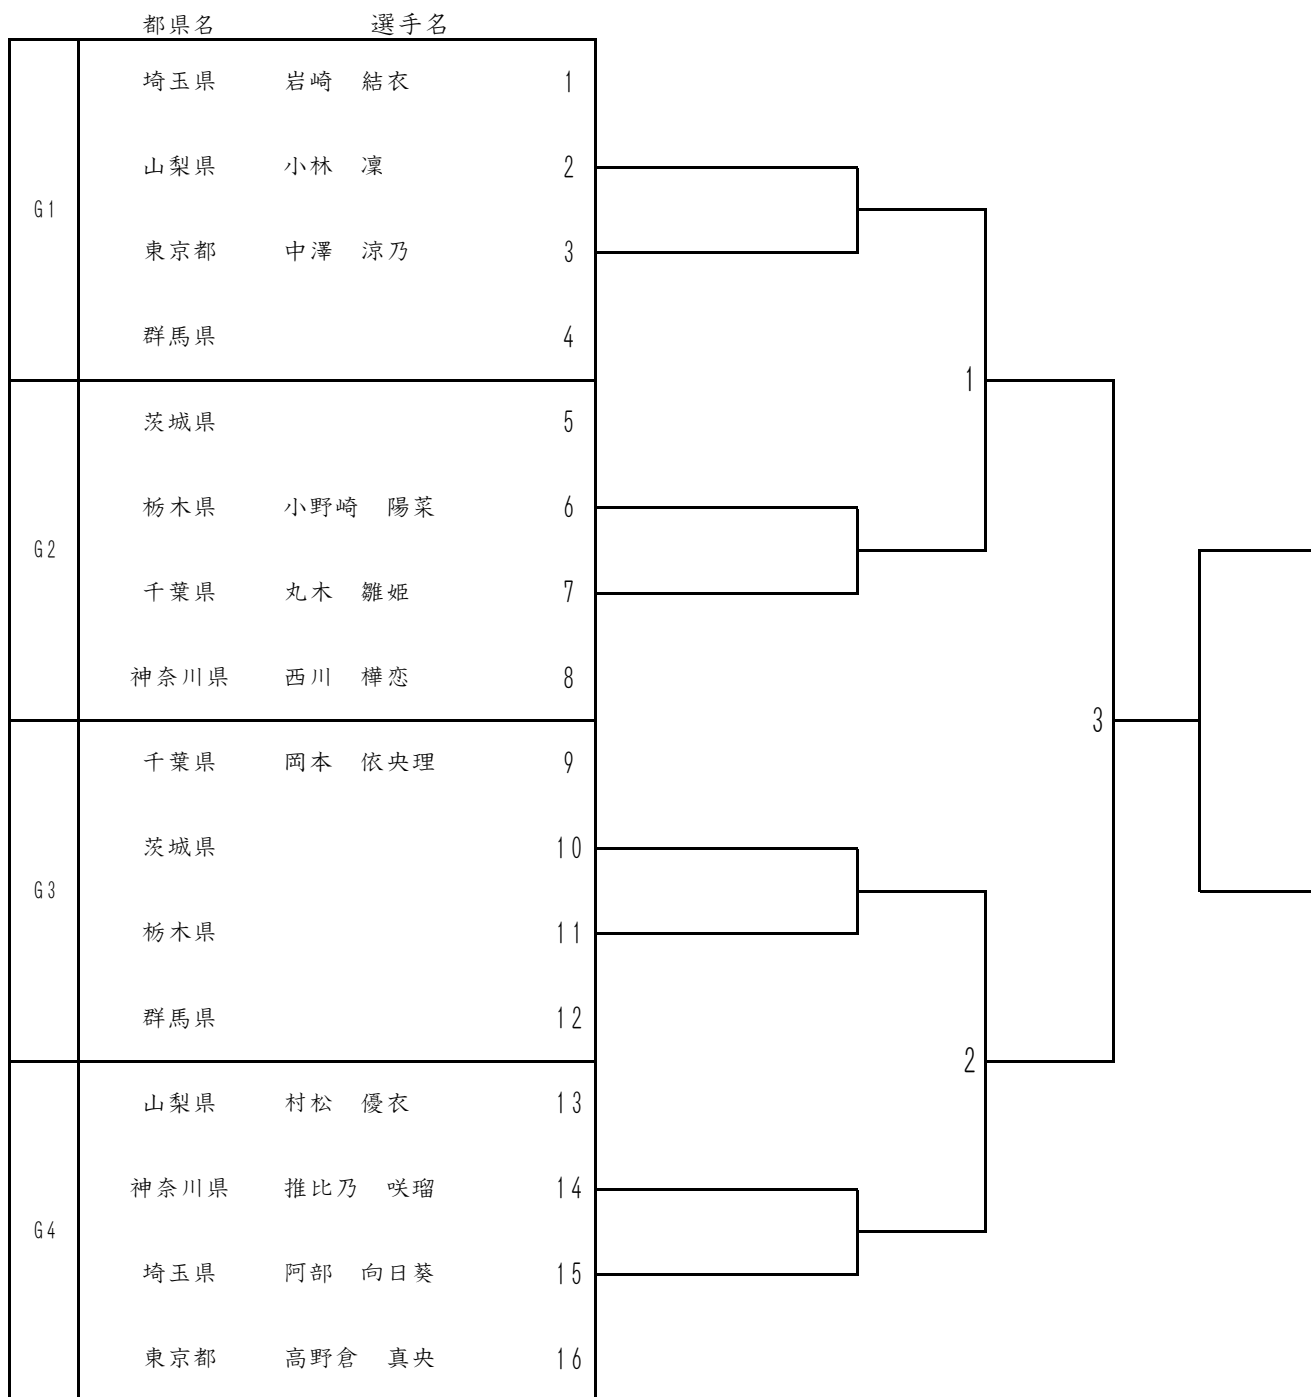 都県名 選手名
埼玉県 岩崎 結衣 1
山梨県 小林 凜 2
G1
東京都 中澤 涼乃 3
群馬県 4
1
茨城県 5
栃木県 小野崎 陽菜 6
G2
千葉県 丸木 雛姫 7
神奈川県 西川 樺恋 8
3
千葉県 岡本 依央理 9
茨城県 10
G3
栃木県 11
群馬県 12
2
山梨県 村松 優衣 13
神奈川県 推比乃 咲瑠 14
G4
埼玉県 阿部 向日葵 15
東京都 高野倉 真央 16